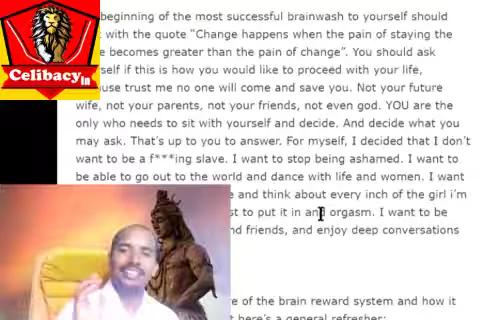 beginning of the most successful brainwash to yourself should
with the quote "Change happens when the pain of staying the
becomes greater than the pain of change". You should ask
if this is how you would like to proceed with your life,
trust me no one will come and save you. Not your future
Celibacy in
wife, not your parents, not your friends, not even god. YOU are the
only who needs to sit with yourself and decide. And decide what you
may ask. That's up to you to answer. For myself, I decided that I don't
want to be a f***ing slave. I want to stop being ashamed. I want to
be able to go out to the world and dance with life and women. I want
e and think about every inch of the girl i'm
to put it in and orgasm. I want to be
friends, and enjoy deep conversations
of the brain reward system and how it
here's a general refresher: